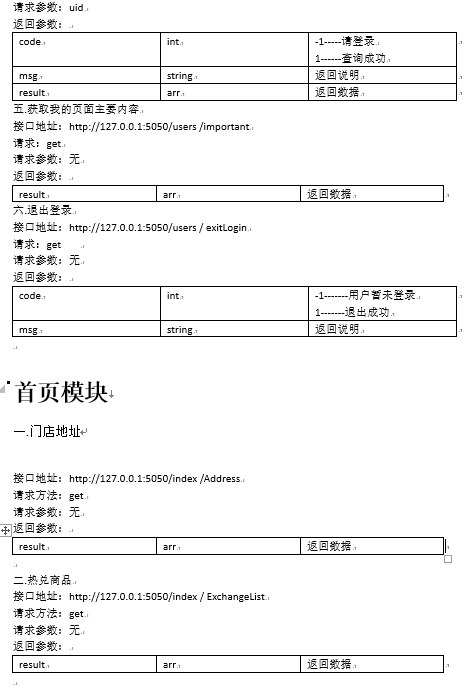 请求参数：uid
返回参数：
code int -1-----请登录
1------查询成功
msg string 返回说明
result arr 返回数据
五.获取我的页面主要内容
接口地址：http://127.0.0.1:5050/users /important
请求：get
请求参数：无
返回参数：
result arr 返回数据
六.退出登录
接口地址：http://127.0.0.1:5050/users / exitLogin
请求：get
请求参数：无
返回参数：
code int -1-------用户暂未登录
1-------退出成功
msg string 返回说明
首页模块
一.门店地址
接口地址：http://127.0.0.1:5050/index /Address
请求方法：get
请求参数：无
返回参数：
result arr 返回数据
二.热兑商品
接口地址：http://127.0.0.1:5050/index / ExchangeList
请求方法：get
请求参数：无
返回参数：
result arr 返回数据